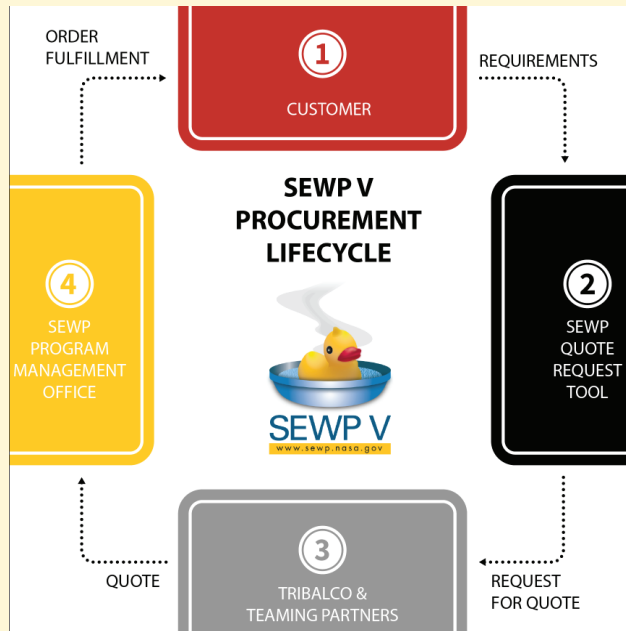 ORDER
FULFILLMENT
1
CUSTOMER
REQUIREMENTS
SEWP V
PROCUREMENT
LIFECYCLE
4
SEWP
PROGRAM
MANAGEMENT
OFFICE
2
SEWP
QUOTE
REQUEST
TOOL
SEWP V
www.sewp.nasa.gov
3
TRIBALCO &
TEAMING PARTNERS
QUOTE
REQUEST
FOR QUOTE